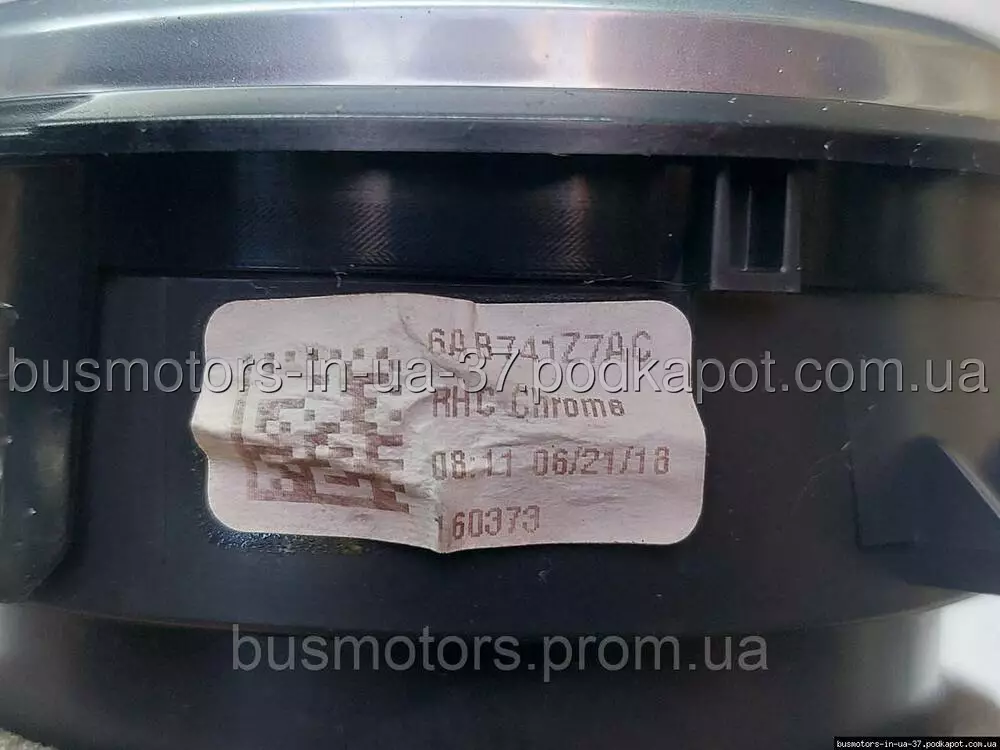 6AB741Z7AC
busmotors-in-ua-37.podkapot.com.ua
RHC Chrome
08:11 06/21/18
160373
busmotors.prom.ua
busmotors-in-ua-37.podkapot.com.ua